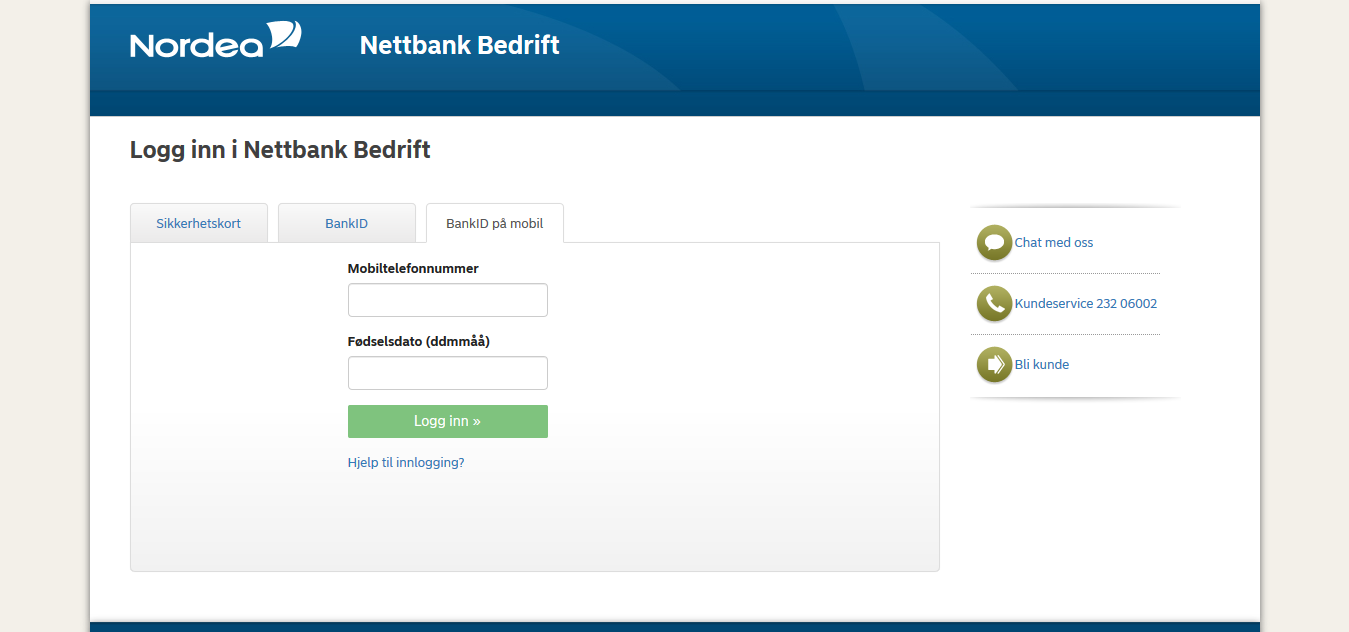 Nordea
Nettbank Bedrift
Logg inn i Nettbank Bedrift
Sikkerhetskort
BankID
BankID på mobil
Mobiltelefonnummer
Fødselsdato (ddmmåå)
Logg inn »
Hjelp til innlogging?
Chat med oss
Kundeservice 232 06002
Bli kunde